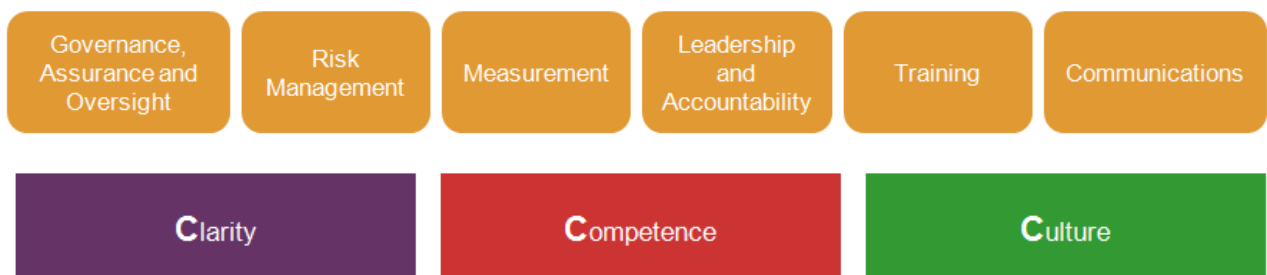 Governance,
Assurance and
Oversight
Risk
Management
Measurement
Leadership
and
Accountability
Training
Communications
Clarity
Competence
Culture